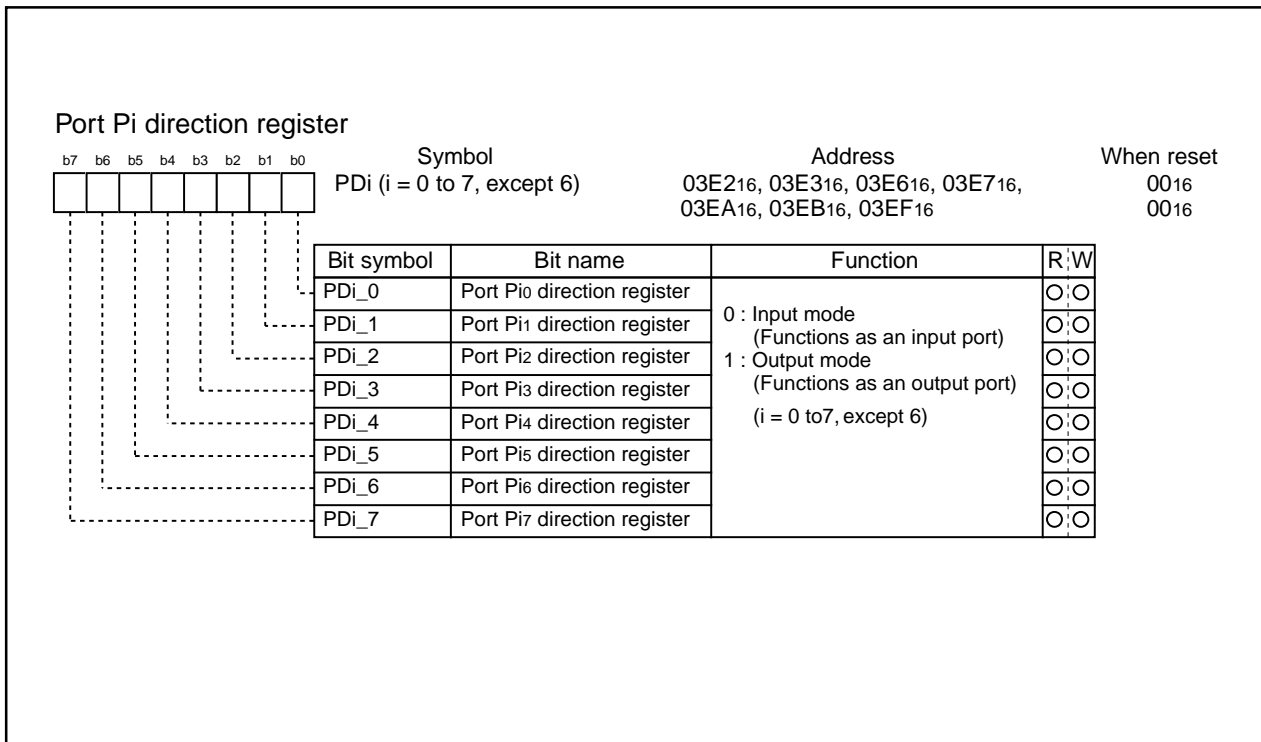 Port Pi direction register
b7 b6 b5 b4 b3 b2 b1 b0
Symbol Address When reset
PDi (i = 0 to 7, except 6) 03E216, 03E316, 03E616, 03E716, 0016
03EA16, 03EB16, 03EF16 0016
Bit symbol Bit name Function R W
PDi_0 Port Pi0 direction register
PDi_1 Port Pi1 direction register
PDi_2 Port Pi2 direction register
PDi_3 Port Pi3 direction register
PDi_4 Port Pi4 direction register
PDi_5 Port Pi5 direction register
PDi_6 Port Pi6 direction register
PDi_7 Port Pi7 direction register
0 : Input mode
(Functions as an input port)
1 : Output mode
(Functions as an output port)
(i = 0 to7, except 6)